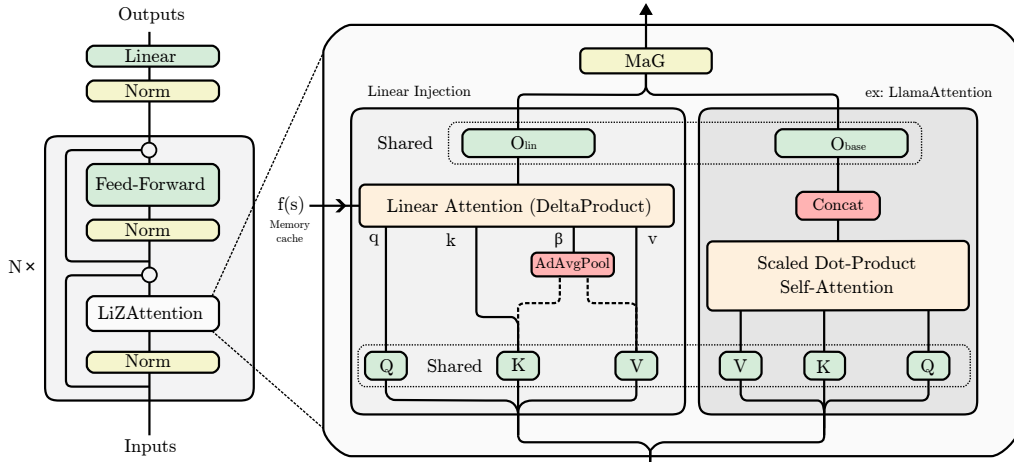 Outputs
Linear
Norm
Feed-Forward
Norm
N×
LiZAttention
Norm
Inputs
MaG
Linear Injection
ex: LlamaAttention
Shared
Olin
Obase
f(s)
Memory
cache
Linear Attention (DeltaProduct)
Concat
q
k
β
v
AdAvgPool
Scaled Dot-Product
Self-Attention
Q
K
Shared
V
V
K
Q